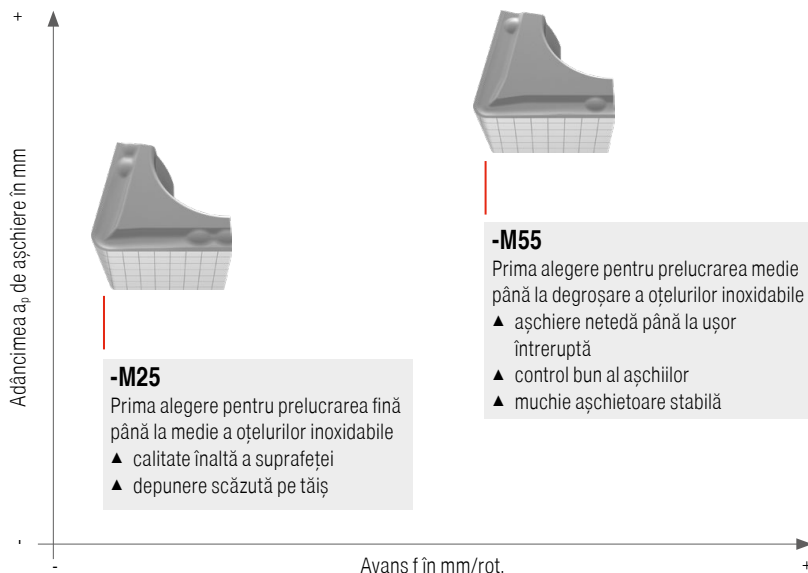 +
Adâncimea ap de așchiere în mm
-M55
Prima alegere pentru prelucrarea medie
până la degroșare a oțelurilor inoxidabile
▲ așchiere netedă până la ușor
întreruptă
▲ control bun al așchiilor
▲ muchie așchietoare stabilă
-M25
Prima alegere pentru prelucrarea fină
până la medie a oțelurilor inoxidabile
▲ calitate înaltă a suprafeței
▲ depunere scăzută pe tăiș
-
-
Avans f în mm/rot.
+